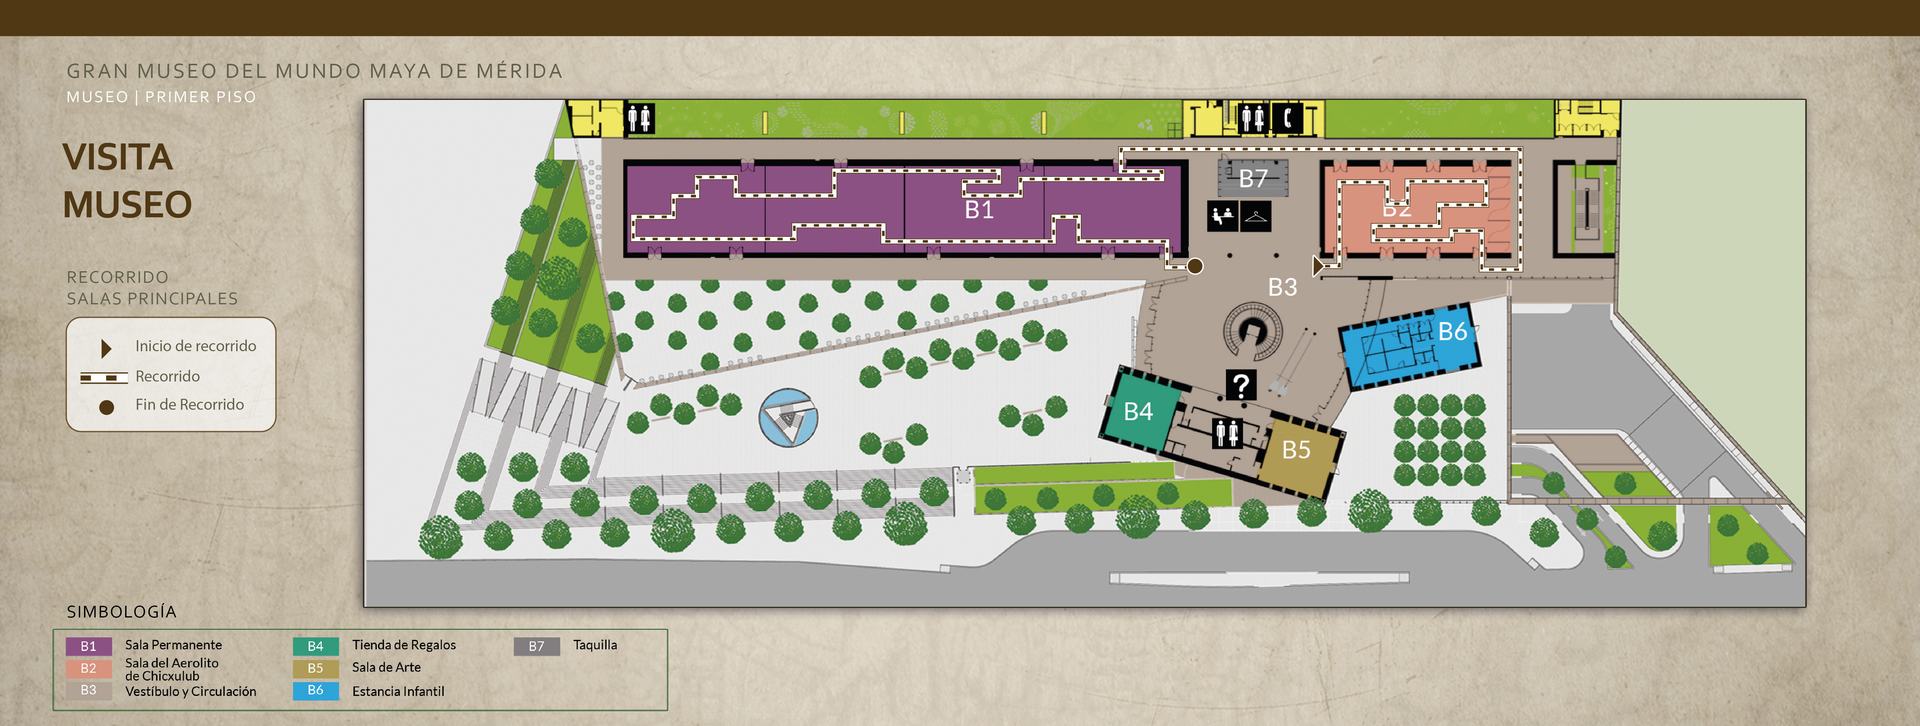 GRAN MUSEO DEL MUNDO MAYA DE MÉRIDA
MUSEO | PRIMER PISO
VISITA
MUSEO
RECORRIDO
SALAS PRINCIPALES
Inicio de recorrido
Recorrido
Fin de Recorrido
B1
B7
B2
B3
B6
?
B4
B5
SIMBOLOGÍA
B1 Sala Permanente
B2 Sala del Aerolito
de Chicxulub
B3 Vestíbulo y Circulación
B4 Tienda de Regalos
B5 Sala de Arte
B6 Estancia Infantil
B7 Taquilla